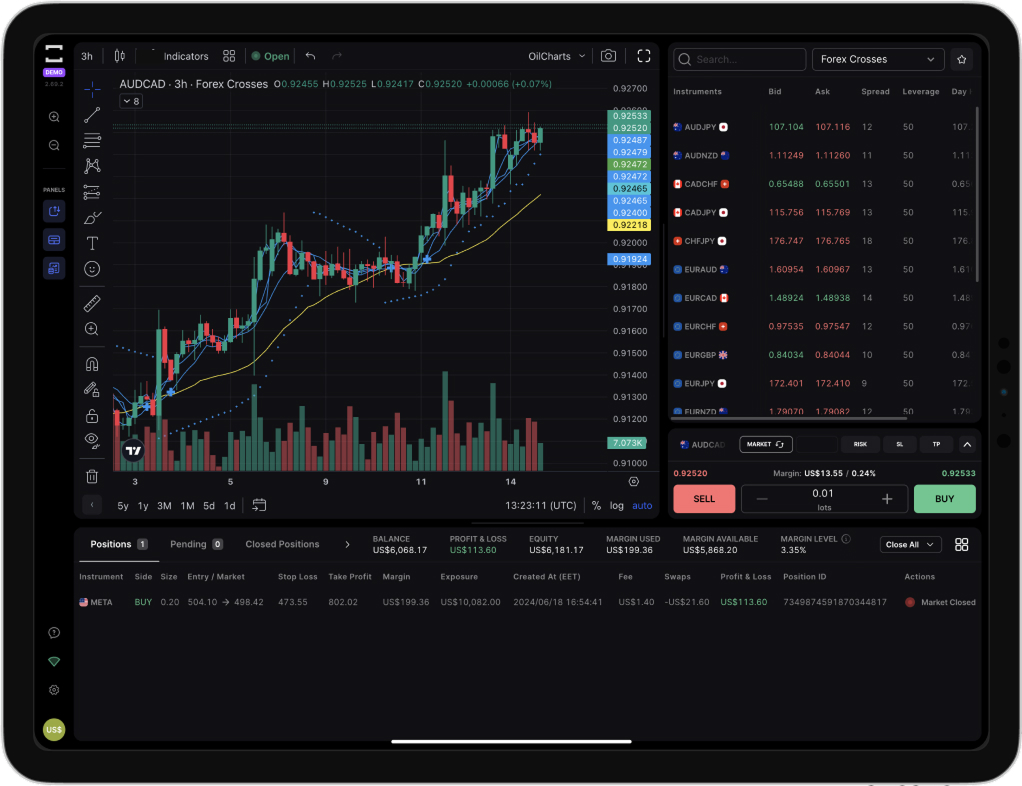 3h Indicators Open OilCharts
DEMO
AUDCAD · 3h · Forex Crosses O0.92455 H0.92525 L0.92417 C0.92520 +0.00066 (+0.07%)
8
PANELS
0.92700
0.92533
0.92520
0.92487
0.92479
0.92472
0.92472
0.92465
0.92465
0.92400
0.92218
0.92000
0.91924
0.91800
0.91700
0.91600
0.91500
0.91400
0.91300
0.91200
7.073K
0.91000
3 5 9 11 14
5y 1y 3M 1M 5d 1d 13:23:11 (UTC) % log auto
Search... Forex Crosses
Instruments Bid Ask Spread Leverage Day
AUDJPY 107.104 107.116 12 50 107.
AUDNZD 1.11249 1.11260 11 50 1.11
CADCHF 0.65488 0.65501 13 50 0.65
CADJPY 115.756 115.769 13 50 115.
CHFJPY 176.747 176.765 18 50 176
EURAUD 1.60954 1.60967 13 50 1.61
EURCAD 1.48924 1.48938 14 50 1.48
EURCHF 0.97535 0.97547 12 50 0.97
EURGBP 0.84034 0.84044 10 50 0.84
EURJPY 172.401 172.410 9 50 172.
EURNZD 1.79070 1.79082 12 50 1.79
AUDCAD MARKET RISK SL TP
0.92520 Margin: US$13.55 / 0.24% 0.92533
SELL — 0.01 + BUY
lots
Positions 1 Pending 0 Closed Positions
BALANCE PROFIT & LOSS EQUITY MARGIN USED MARGIN AVAILABLE MARGIN LEVEL
US$6,068.17 US$113.60 US$6,181.17 US$199.36 US$5,868.20 3.35%
Close All
Instrument Side Size Entry / Market Stop Loss Take Profit Margin Exposure Created At (EET) Fee Swaps Profit & Loss Position ID Actions
META BUY 0.20 504.10 → 498.42 473.55 802.02 US$199.36 US$10,082.00 2024/06/18 16:54:41 US$1.40 -US$21.60 US$113.60 7349874591870344817 Market Closed
US$